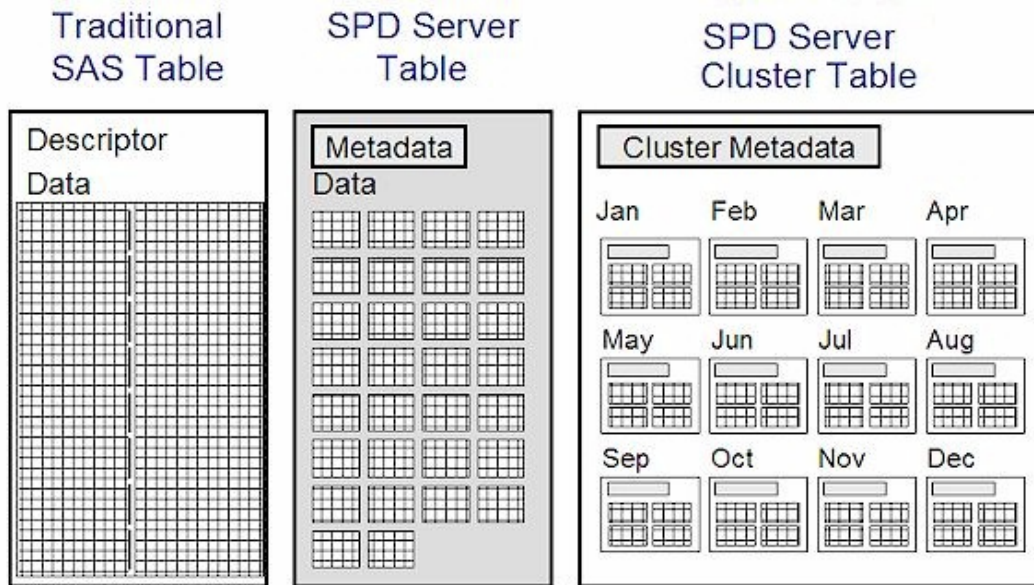 Traditional
SAS Table
SPD Server
Table
SPD Server
Cluster Table
Descriptor
Data
Metadata
Data
Cluster Metadata
Jan Feb Mar Apr
May Jun Jul Aug
Sep Oct Nov Dec